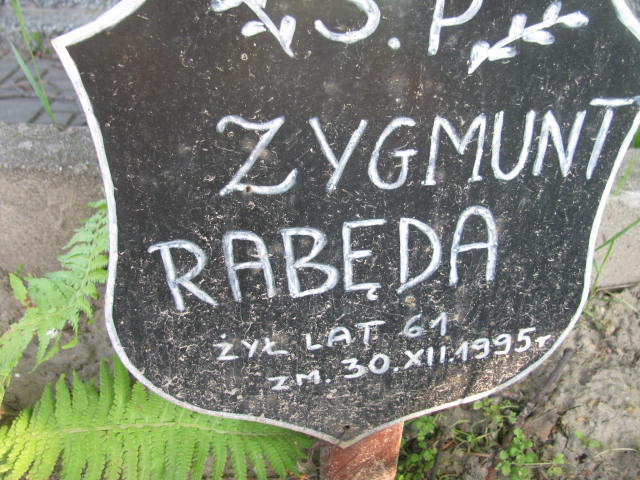 Ś.P
ZYGMUNT
RABĘDA
ŻYŁ LAT 61
ZM. 30.XII.1995r